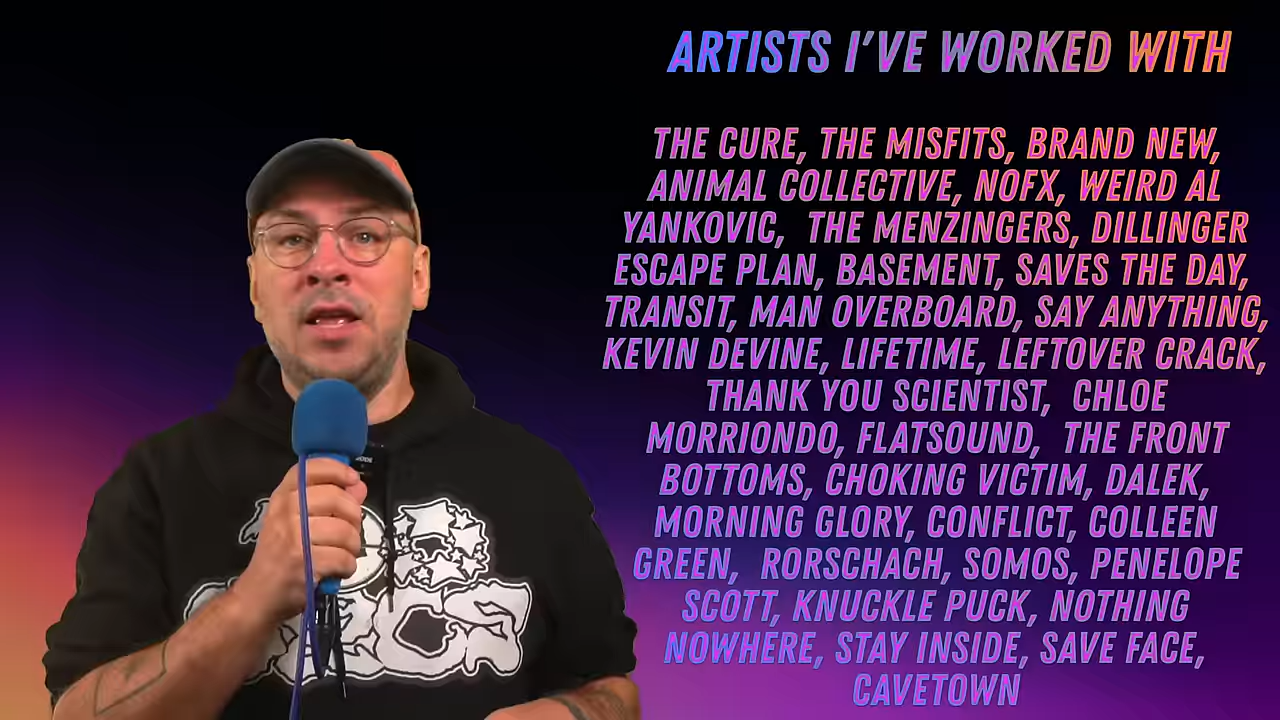 ARTISTS I'VE WORKED WITH
THE CURE, THE MISFITS, BRAND NEW,
ANIMAL COLLECTIVE, NOFX, WEIRD AL
YANKOVIC, THE MENZINGERS, DILLINGER
ESCAPE PLAN, BASEMENT, SAVES THE DAY,
TRANSIT, MAN OVERBOARD, SAY ANYTHING,
KEVIN DEVINE, LIFETIME, LEFTOVER CRACK,
THANK YOU SCIENTIST, CHLOE
MORRIONDO, FLATSOUND, THE FRONT
BOTTOMS, CHOKING VICTIM, DALEK,
MORNING GLORY, CONFLICT, COLLEEN
GREEN, RORSCHACH, SOMOS, PENELOPE
SCOTT, KNUCKLE PUCK, NOTHING
NOWHERE, STAY INSIDE, SAVE FACE,
CAVETOWN